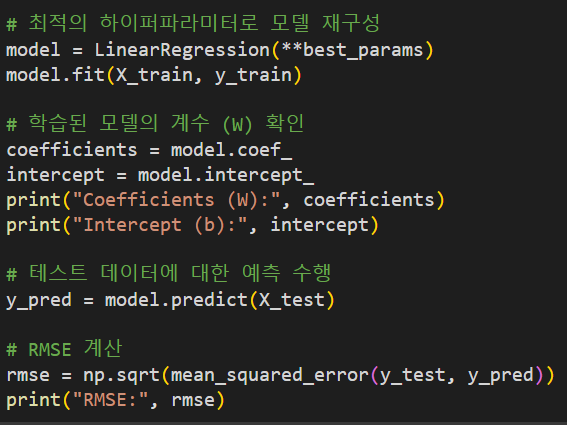 # 최적의 하이퍼파라미터로 모델 재구성
model = LinearRegression(**best_params)
model.fit(X_train, y_train)
# 학습된 모델의 계수 (W) 확인
coefficients = model.coef_
intercept = model.intercept_
print("Coefficients (W):", coefficients)
print("Intercept (b):", intercept)
# 테스트 데이터에 대한 예측 수행
y_pred = model.predict(X_test)
# RMSE 계산
rmse = np.sqrt(mean_squared_error(y_test, y_pred))
print("RMSE:", rmse)